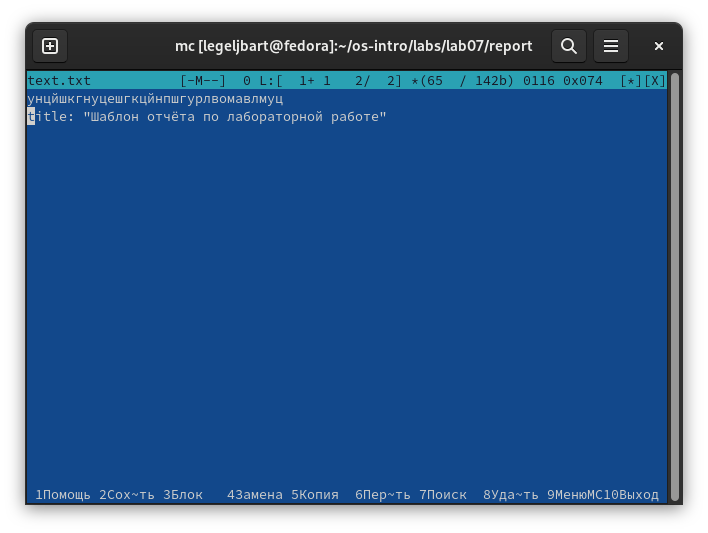 mc [legeljbart@fedora]:~/os-intro/labs/lab07/report
text.txt [-M--] 0 L:[ 1+ 1 2/ 2] *(65 / 142b) 0116 0x074 [*][X]
унцйшкгнуцешгкцйнпшгурлвомавлмуц
title: "Шаблон отчёта по лабораторной работе"
1Помощь 2Сох~ть 3Блок 4Замена 5Копия 6Пер~ть 7Поиск 8Уда~ть 9МенюMC10Выход